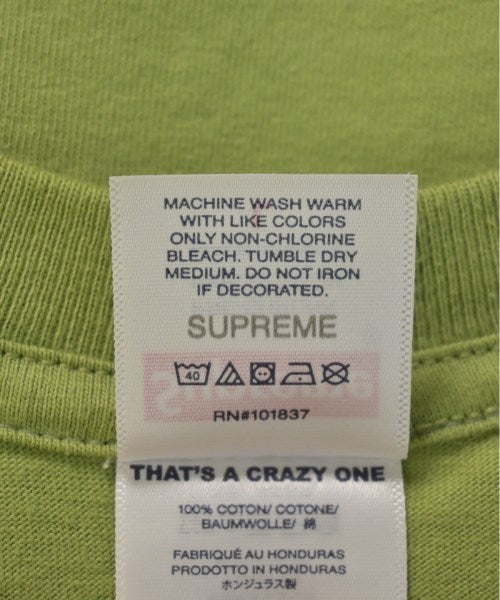 MACHINE WASH WARM
WITH LIKE COLORS
ONLY NON-CHLORINE
BLEACH. TUMBLE DRY
MEDIUM. DO NOT IRON
IF DECORATED.
SUPREME
40
RN#101837
THAT'S A CRAZY ONE
100% COTON/ COTONE/
BAUMWOLLE/ 綿
FABRIQUÉ AU HONDURAS
PRODOTTO IN HONDURAS
ホンジュラス製